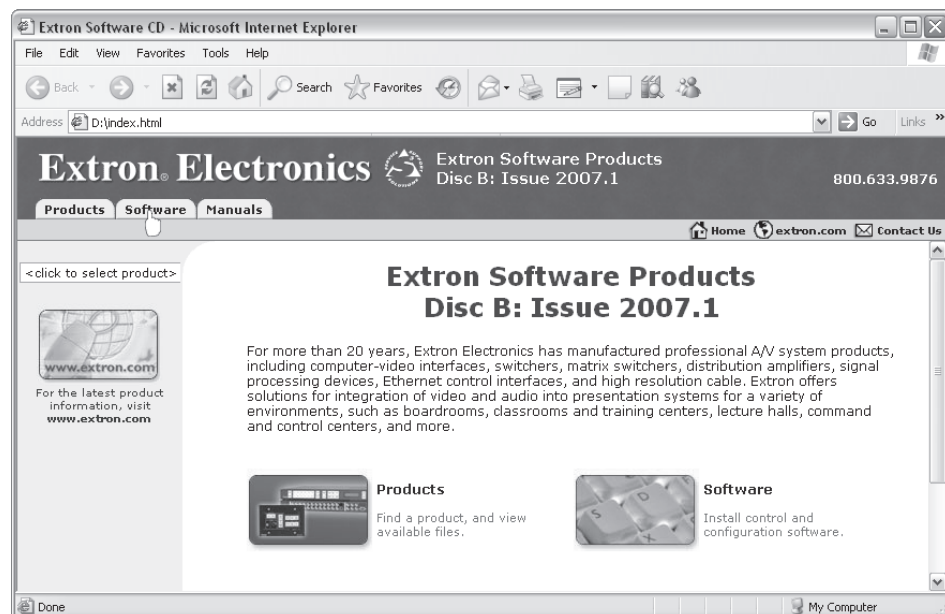 Extron Software CD - Microsoft Internet Explorer
File Edit View Favorites Tools Help
Back Search Favorites
Address D:\index.html Go Links »
Extron® Electronics Extron Software Products
Disc B: Issue 2007.1
800.633.9876
Products Software Manuals
Home extron.com Contact Us
<click to select product>
www.extron.com
For the latest product
information, visit
www.extron.com
Extron Software Products
Disc B: Issue 2007.1
For more than 20 years, Extron Electronics has manufactured professional A/V system products,
including computer-video interfaces, switchers, matrix switchers, distribution amplifiers, signal
processing devices, Ethernet control interfaces, and high resolution cable. Extron offers
solutions for integration of video and audio into presentation systems for a variety of
environments, such as boardrooms, classrooms and training centers, lecture halls, command
and control centers, and more.
Products
Find a product, and view
available files.
S D X
Software
Install control and
configuration software.
Done My Computer